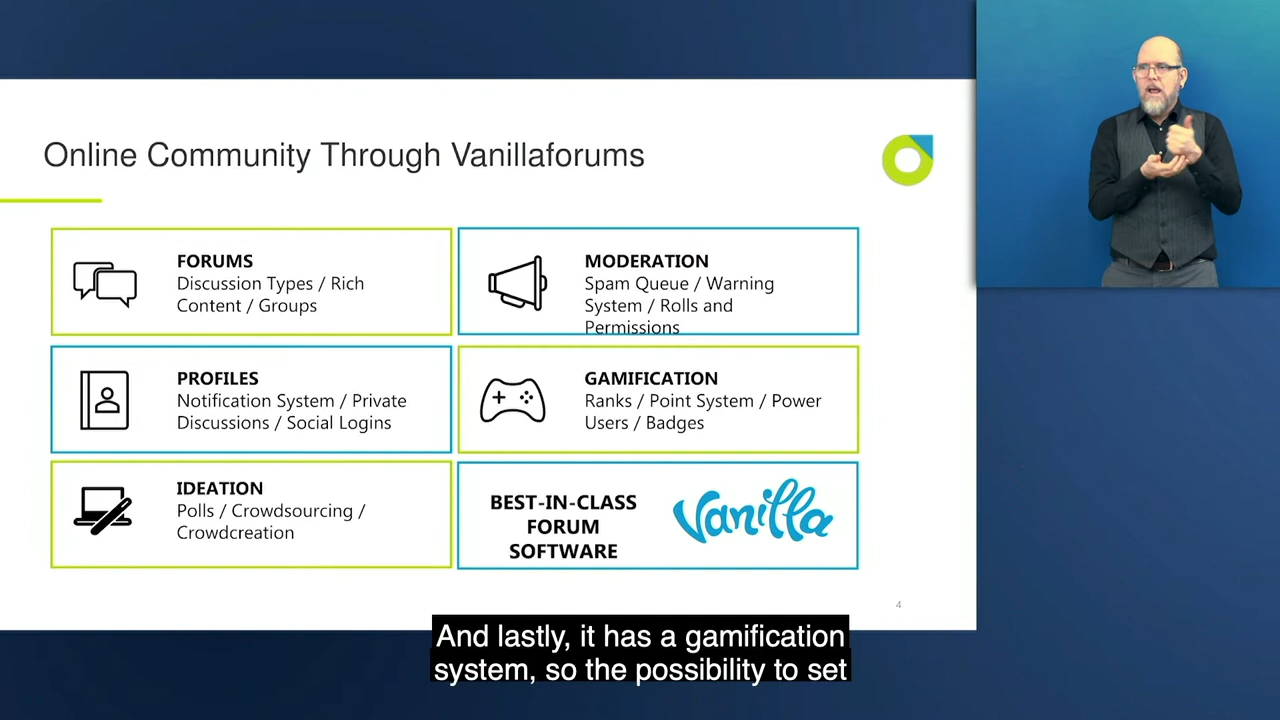 Online Community Through Vanillaforums
FORUMS
Discussion Types / Rich
Content / Groups
MODERATION
Spam Queue / Warning
System / Rolls and
Permissions
PROFILES
Notification System / Private
Discussions / Social Logins
GAMIFICATION
Ranks / Point System / Power
Users / Badges
IDEATION
Polls / Crowdsourcing /
Crowdcreation
BEST-IN-CLASS
FORUM
SOFTWARE
Vanilla
4
And lastly, it has a gamification
system, so the possibility to set